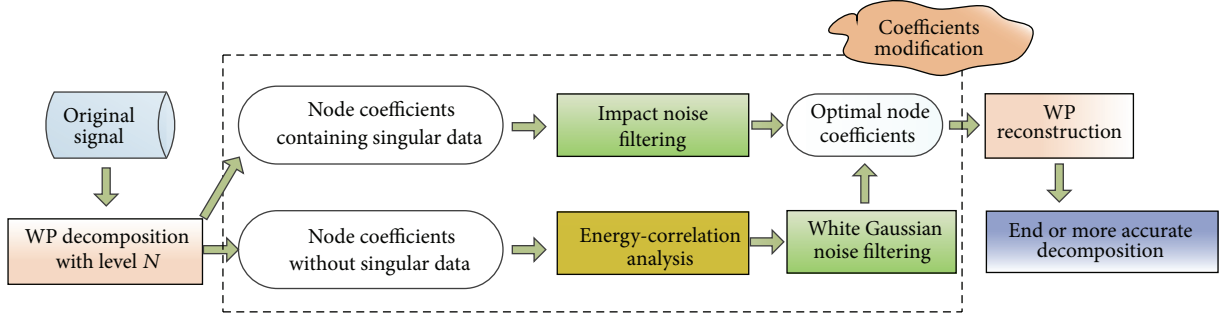 Coefficients
modification
Original
signal
Node coefficients
containing singular data
Impact noise
filtering
Optimal node
coefficients
WP
reconstruction
WP decomposition
with level N
Node coefficients
without singular data
Energy-correlation
analysis
White Gaussian
noise filtering
End or more accurate
decomposition